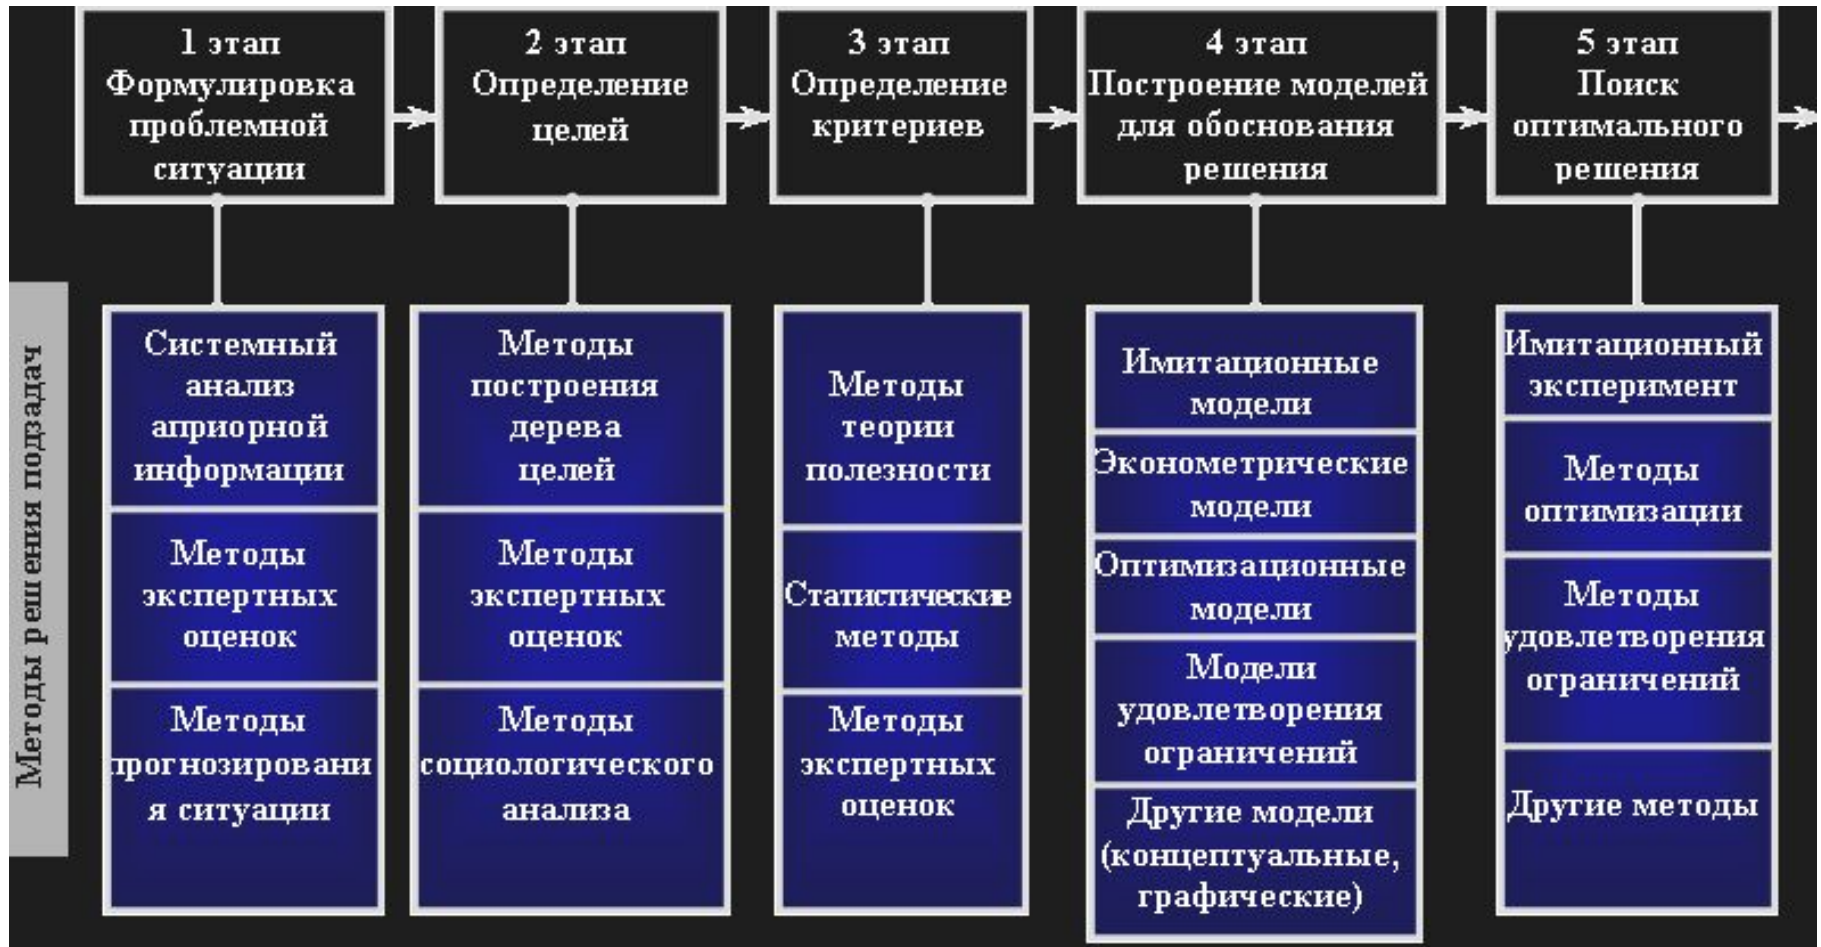 1 этап
Формулировка
проблемной
ситуации
2 этап
Определение
целей
3 этап
Определение
критериев
4 этап
Построение моделей
для обоснования
решения
5 этап
Поиск
оптимального
решения
Методы решения подзадач
Системный
анализ
априорной
информации
Методы
экспертных
оценок
Методы
прогнозировани
я ситуации
Методы
построения
дерева
целей
Методы
экспертных
оценок
Методы
социологического
анализа
Методы
теории
полезности
Статистические
методы
Методы
экспертных
оценок
Имитационные
модели
Эконометрические
модели
Оптимизационные
модели
Модели
удовлетворения
ограничений
Другие модели
(концептуальные,
графические)
Имитационный
эксперимент
Методы
оптимизации
Методы
удовлетворения
ограничений
Другие методы